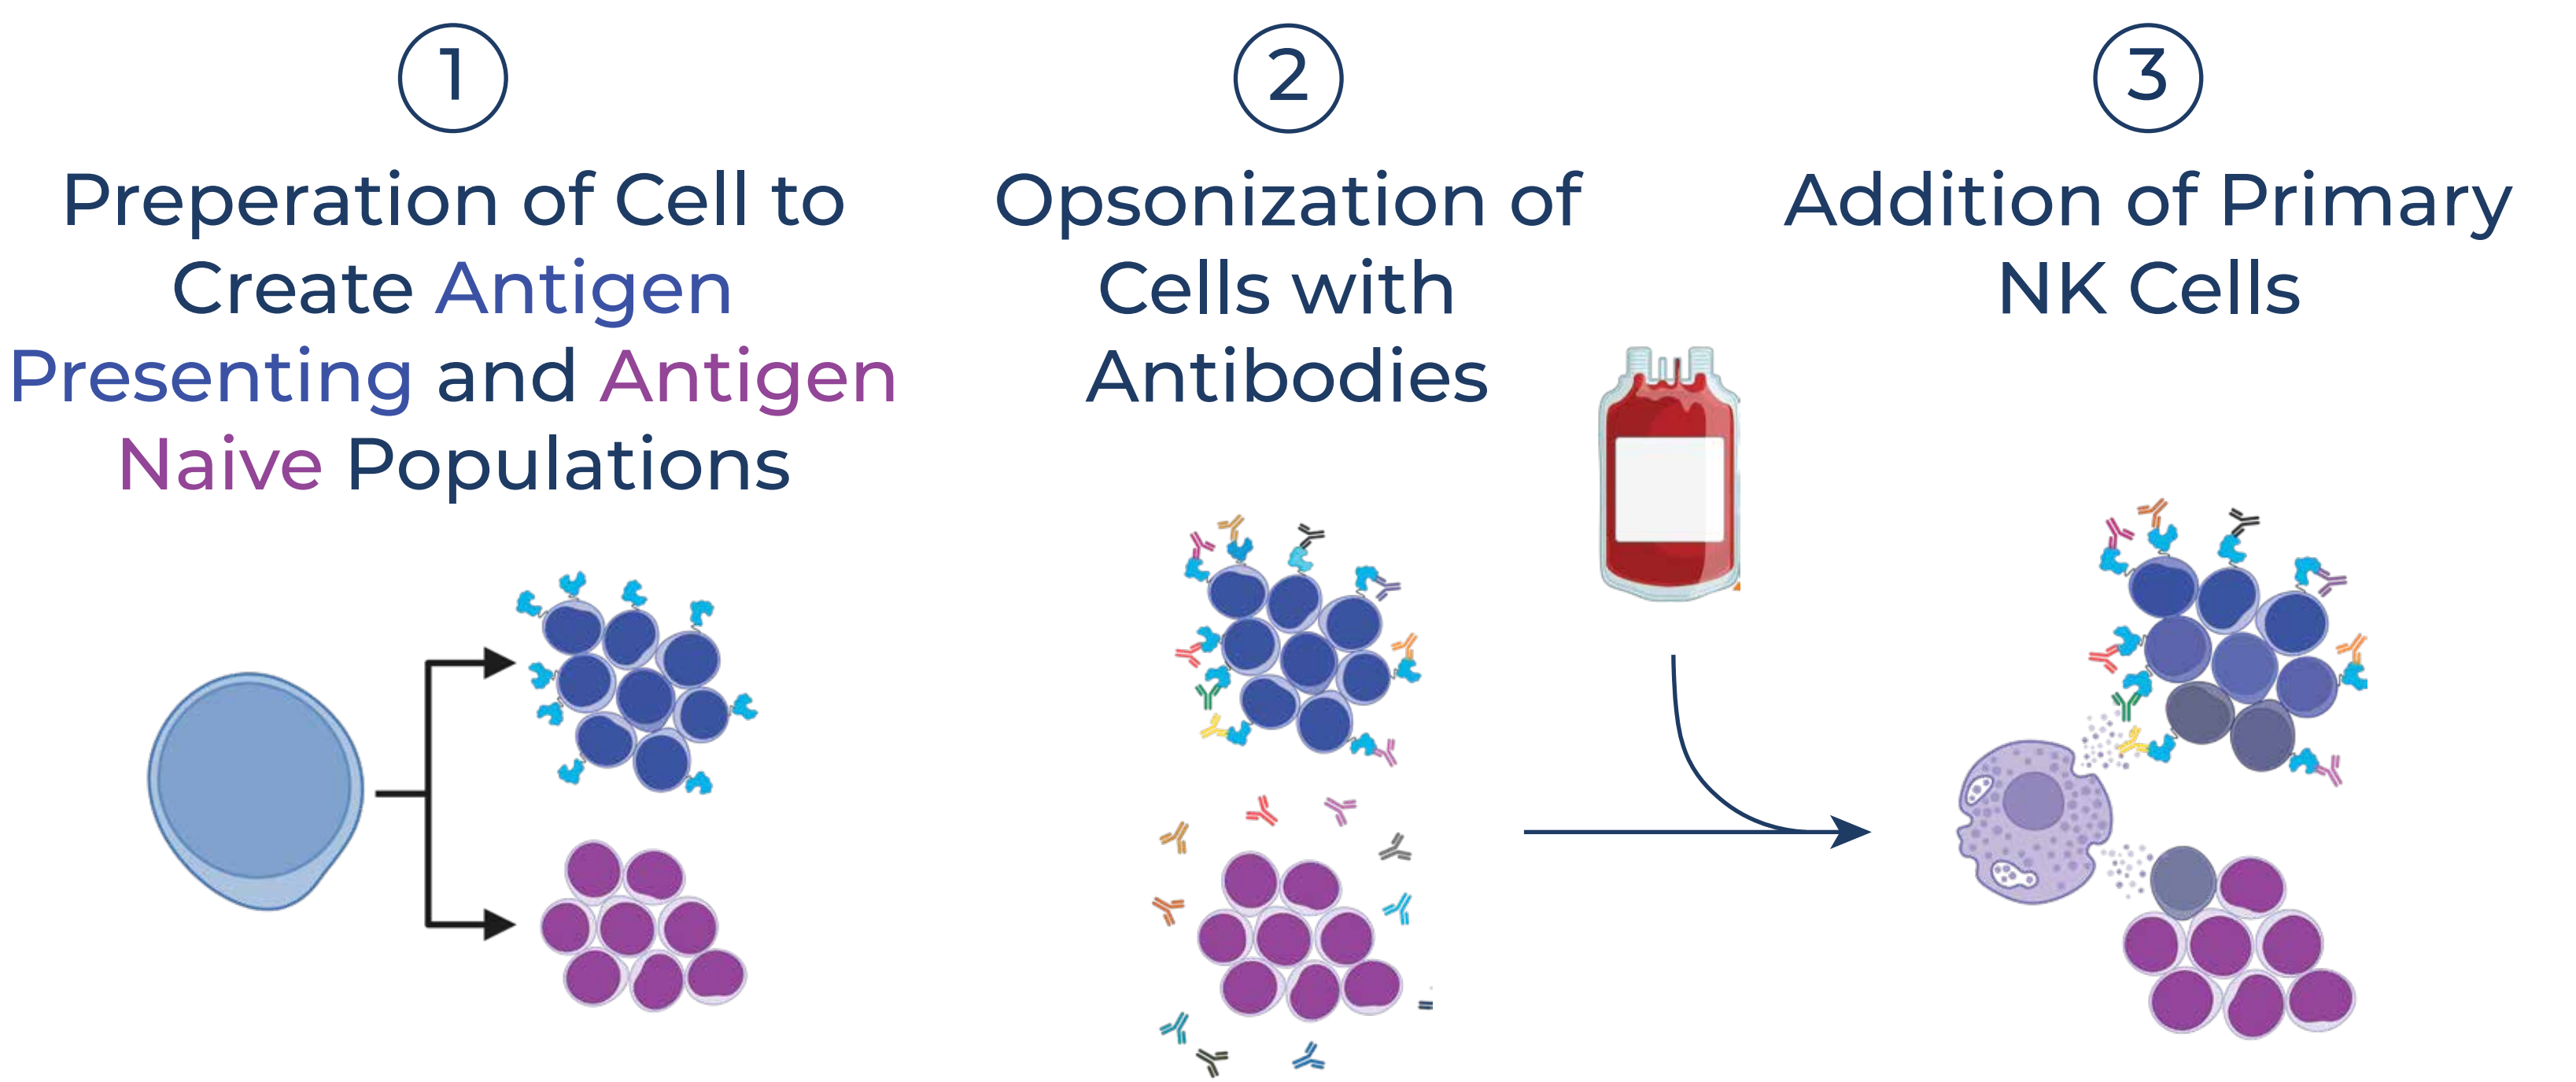 1
Preperation of Cell to
Create Antigen
Presenting and Antigen
Naive Populations
2
Opsonization of
Cells with
Antibodies
3
Addition of Primary
NK Cells